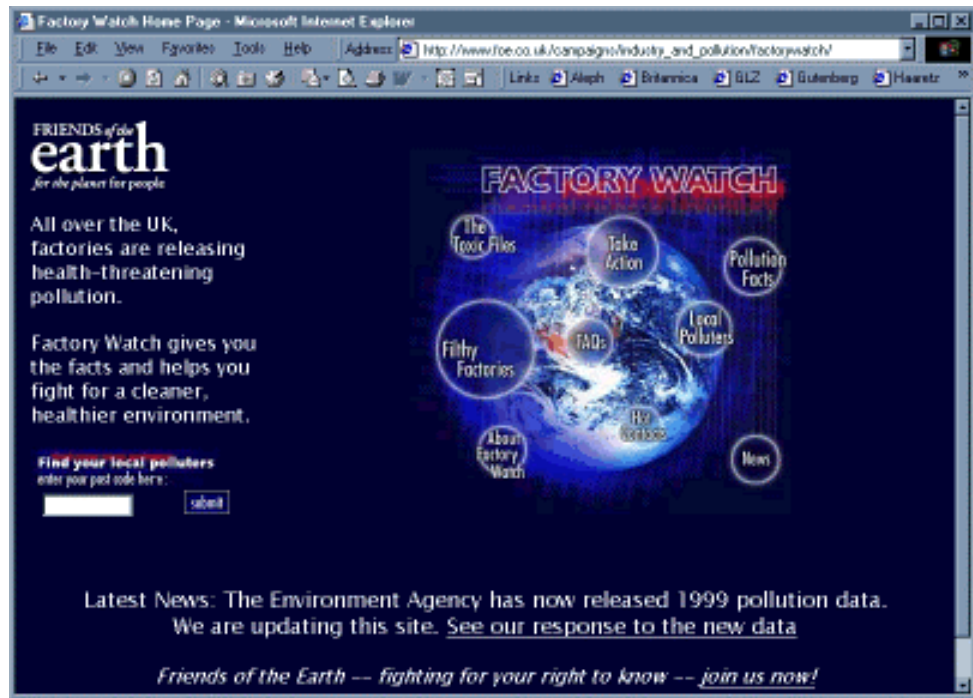 Factory Watch Home Page - Microsoft Internet Explorer
File Edit View Favorites Tools Help Address http://www.foe.co.uk/campaigns/industry_and_pollution/factorywatch/
Links Aleph Britannica GLZ Gutenberg Haaretz »
FRIENDS of the
earth
for the planet for people
All over the UK,
factories are releasing
health-threatening
pollution.
Factory Watch gives you
the facts and helps you
fight for a cleaner,
healthier environment.
Find your local polluters
enter your post code here:
submit
FACTORY WATCH
The
Toxic Files
Take
Action
Pollution
Facts
Local
Polluters
Filthy
Factories
FAQs
Hot
Contacts
About
Factory
Watch
News
Latest News: The Environment Agency has now released 1999 pollution data.
We are updating this site. See our response to the new data
Friends of the Earth -- fighting for your right to know -- join us now!